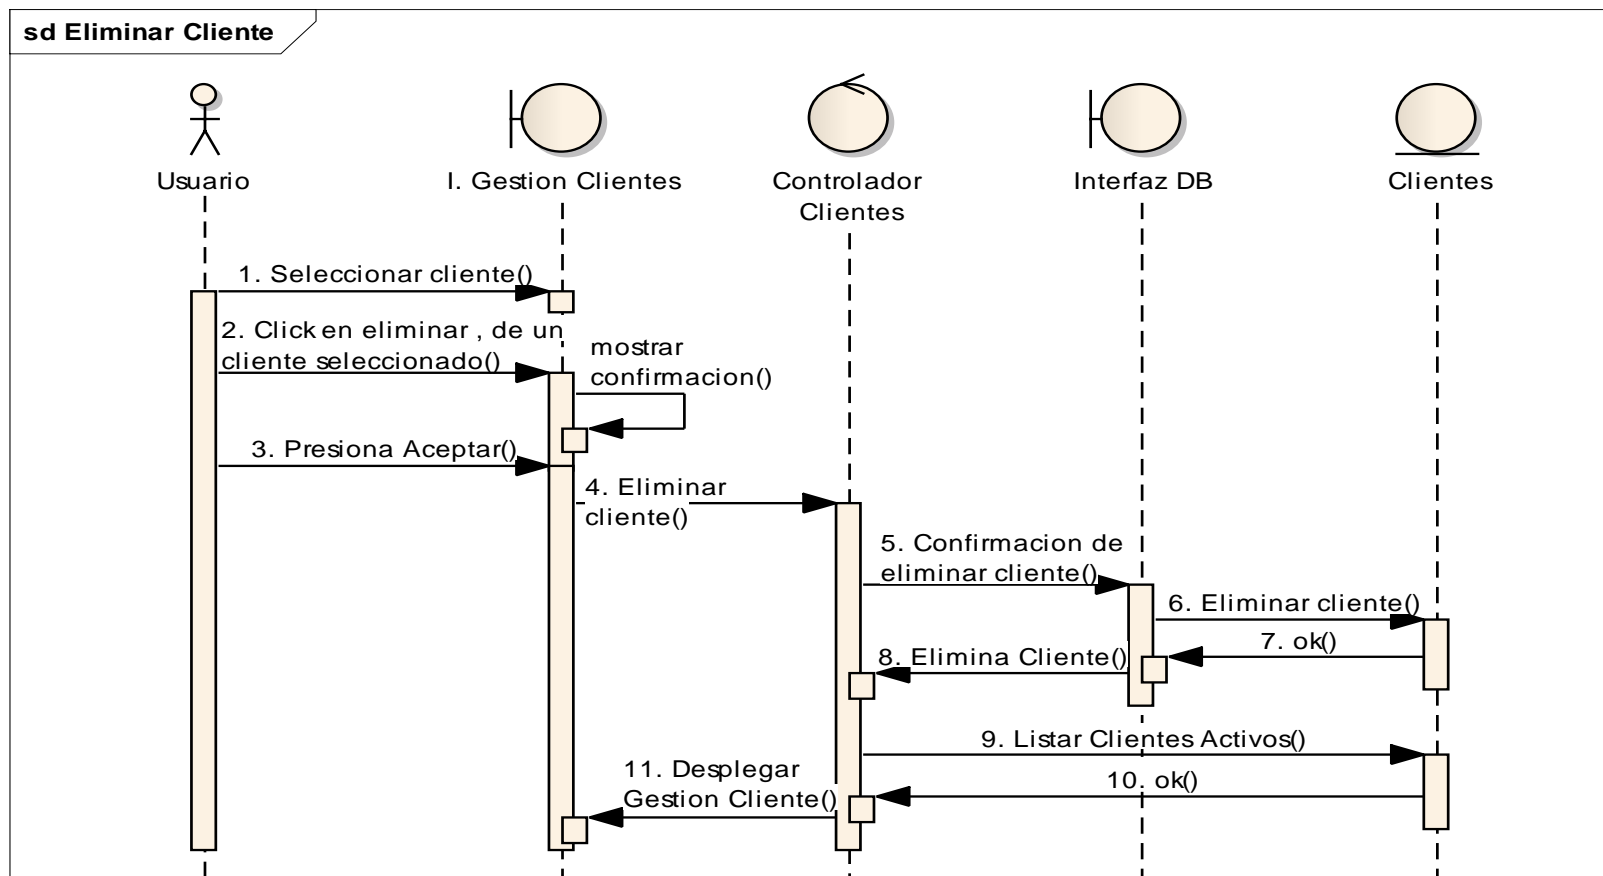 sd Eliminar Cliente
Usuario
I. Gestion Clientes
Controlador
Clientes
Interfaz DB
Clientes
1. Seleccionar cliente()
2. Click en eliminar , de un
cliente seleccionado()
mostrar
confirmacion()
3. Presiona Aceptar()
4. Eliminar
cliente()
5. Confirmacion de
eliminar cliente()
6. Eliminar cliente()
7. ok()
8. Elimina Cliente()
9. Listar Clientes Activos()
10. ok()
11. Desplegar
Gestion Cliente()